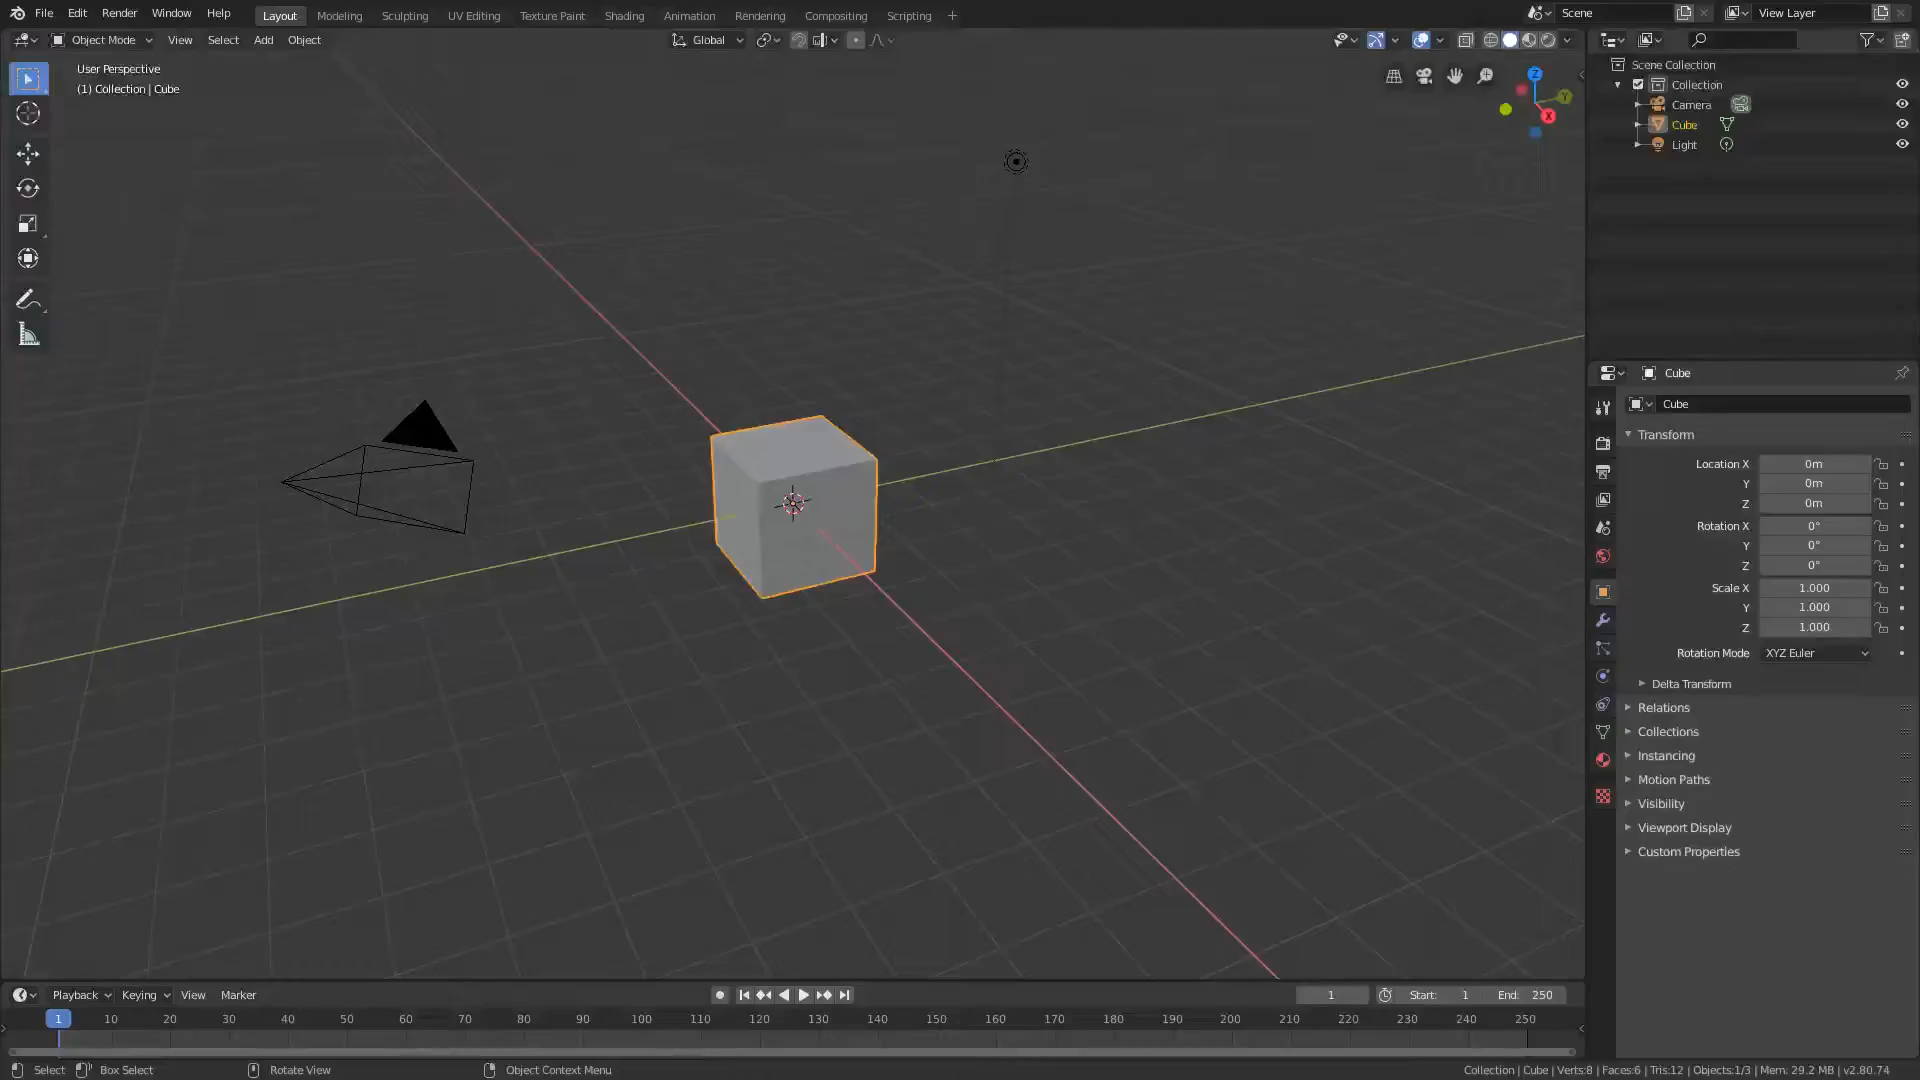 File Edit Render Window Help Layout Modeling Sculpting UV Editing Texture Paint Shading Animation Rendering Compositing Scripting + Scene View Layer
Object Mode View Select Add Object Global
User Perspective
(1) Collection | Cube
Z
Y
X
Scene Collection
Collection
Camera
Cube
Light
Cube
Cube
Transform
Location X 0m
Y 0m
Z 0m
Rotation X 0°
Y 0°
Z 0°
Scale X 1.000
Y 1.000
Z 1.000
Rotation Mode XYZ Euler
Delta Transform
Relations
Collections
Instancing
Motion Paths
Visibility
Viewport Display
Custom Properties
Playback Keying View Marker 1 Start: 1 End: 250
1 10 20 30 40 50 60 70 80 90 100 110 120 130 140 150 160 170 180 190 200 210 220 230 240 250
Select Box Select Rotate View Object Context Menu Collection | Cube | Verts:8 | Faces:6 | Tris:12 | Objects:1/3 | Mem: 29.2 MB | v2.80.74